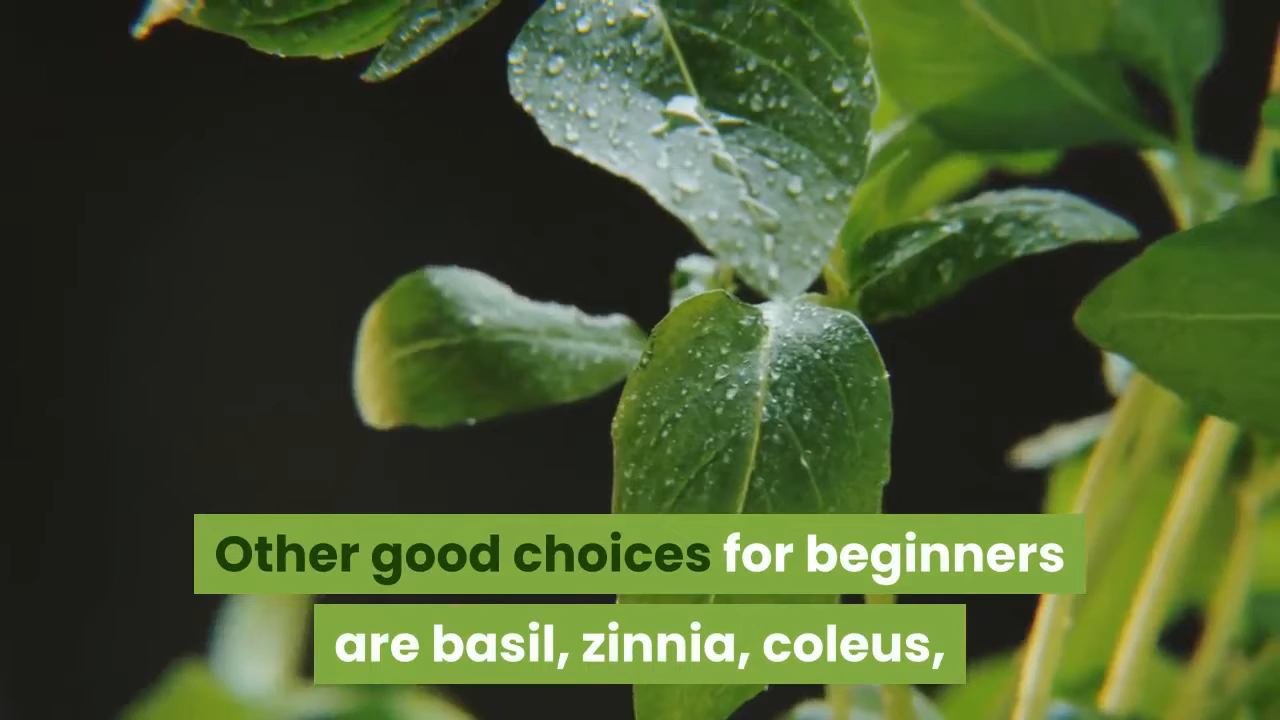 Other good choices for beginners
are basil, zinnia, coleus,